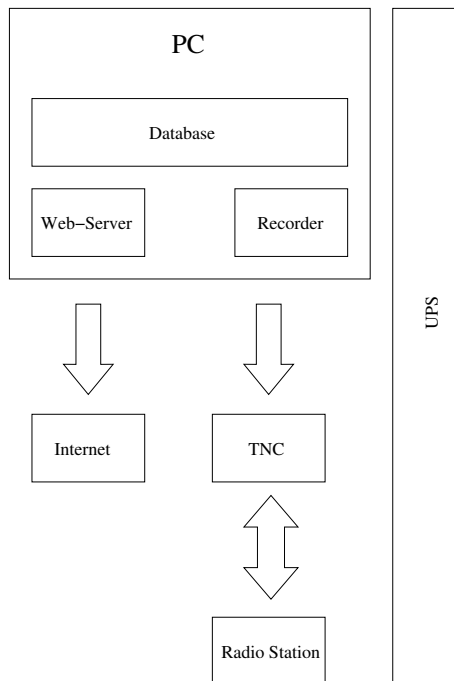 PC
Database
Web−Server
Recorder
UPS
Internet
TNC
Radio Station